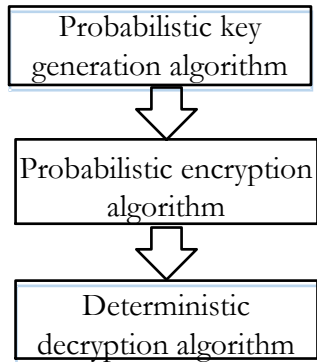 Probabilistic key
generation algorithm
Probabilistic encryption
algorithm
Deterministic
decryption algorithm